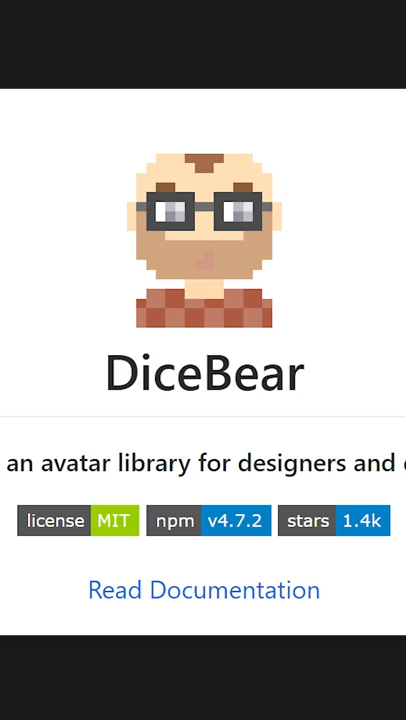 DiceBear
an avatar library for designers and
license MIT npm v4.7.2 stars 1.4k
Read Documentation